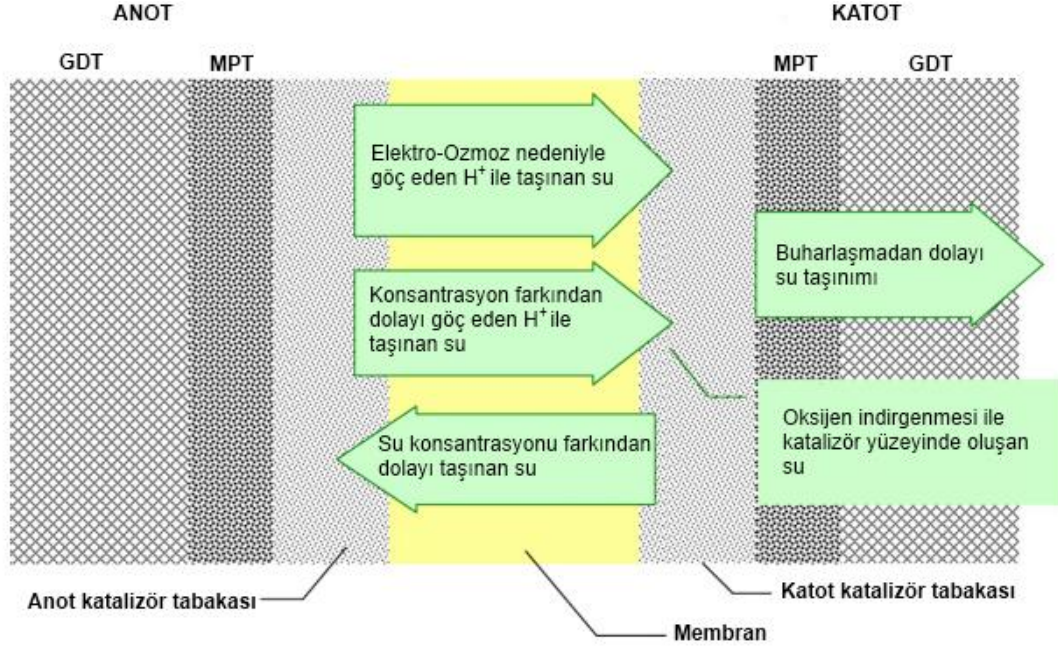 ANOT
KATOT
GDT
MPT
MPT
GDT
Elektro-Ozmoz nedeniyle
göç eden H⁺ ile taşınan su
Buharlaşmadan dolayı
su taşınımı
Konsantrasyon farkından
dolayı göç eden H⁺ ile
taşınan su
Oksijen indirgenmesi ile
katalizör yüzeyinde oluşan
su
Su konsantrasyonu farkından
dolayı taşınan su
Anot katalizör tabakası
Katot katalizör tabakası
Membran